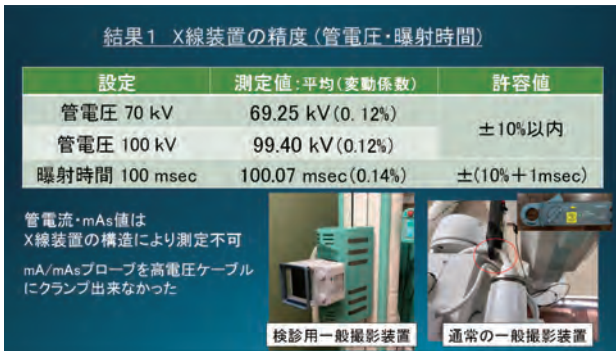 結果1 X線装置の精度(管電圧・曝射時間)
設定 測定値:平均(変動係数) 許容値
管電圧 70 kV 69.25 kV(0.12%) ±10%以内
管電圧 100 kV 99.40 kV(0.12%)
曝射時間 100 msec 100.07 msec(0.14%) ±(10%+1msec)
管電流・mAs値は
X線装置の構造により測定不可
mA/mAsプローブを高電圧ケーブル
にクランプ出来なかった
検診用一般撮影装置 通常の一般撮影装置